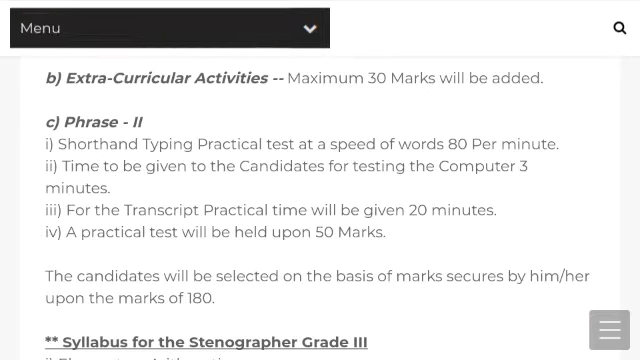 Menu
b) Extra-Curricular Activities -- Maximum 30 Marks will be added.
c) Phrase - II
i) Shorthand Typing Practical test at a speed of words 80 Per minute.
ii) Time to be given to the Candidates for testing the Computer 3
minutes.
iii) For the Transcript Practical time will be given 20 minutes.
iv) A practical test will be held upon 50 Marks.
The candidates will be selected on the basis of marks secures by him/her
upon the marks of 180.
** Syllabus for the Stenographer Grade III